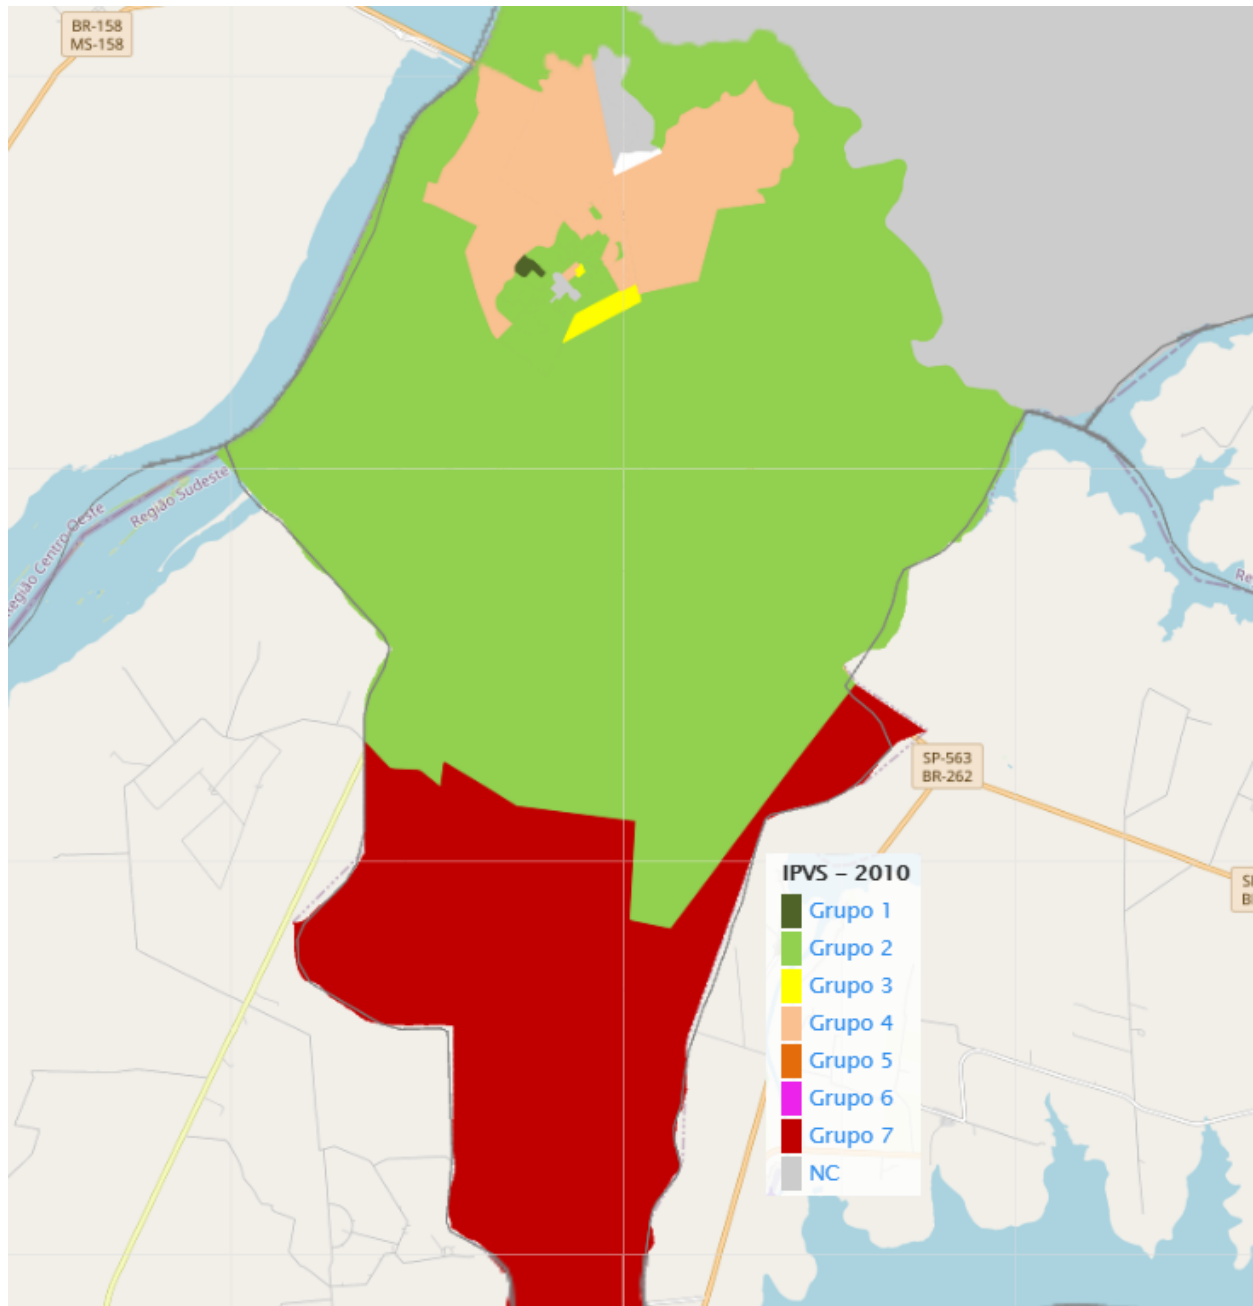 BR-158
MS-158
Região Centro Oeste
Região Sudeste
Re
SP-563
BR-262
IPVS – 2010
Grupo 1
Grupo 2
Grupo 3
Grupo 4
Grupo 5
Grupo 6
Grupo 7
NC